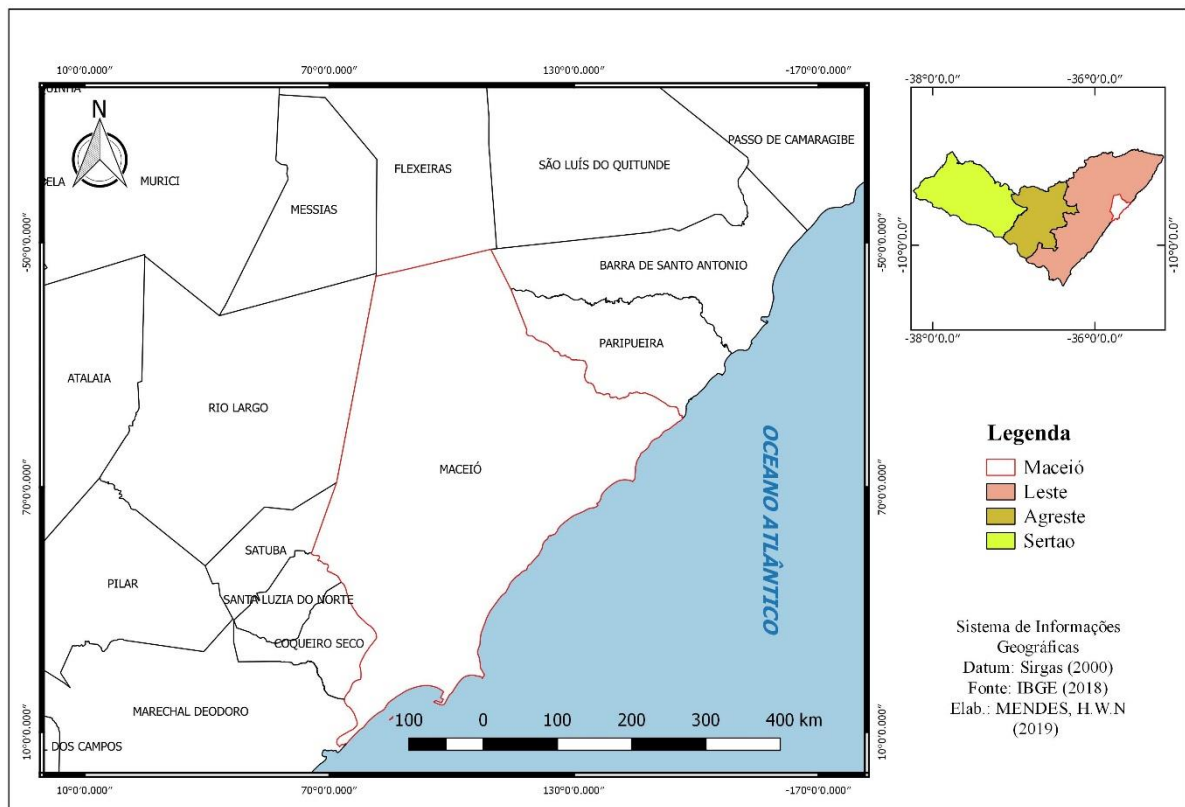 10°0'0.000" 70°0'0.000" 130°0'0.000" -170°0'0.000"
UINHA
N
ELA
MURICI
MESSIAS
FLEXEIRAS
SÃO LUÍS DO QUITUNDE
PASSO DE CAMARAGIBE
BARRA DE SANTO ANTONIO
PARIPUEIRA
ATALAIA
RIO LARGO
MACEIÓ
SATUBA
PILAR
SANTA LUZIA DO NORTE
COQUEIRO SECO
MARECHAL DEODORO
L DOS CAMPOS
OCEANO ATLÂNTICO
-100 0 100 200 300 400 km
-50°0'0.000"
70°0'0.000"
10°0'0.000"
-50°0'0.000"
70°0'0.000"
10°0'0.000"
10°0'0.000" 70°0'0.000" 130°0'0.000" -170°0'0.000"
-38°0'0.0" -36°0'0.0"
-10°0'0.0"
-10°0'0.0"
-38°0'0.0" -36°0'0.0"
Legenda
Maceió
Leste
Agreste
Sertao
Sistema de Informações
Geográficas
Datum: Sirgas (2000)
Fonte: IBGE (2018)
Elab.: MENDES, H.W.N
(2019)